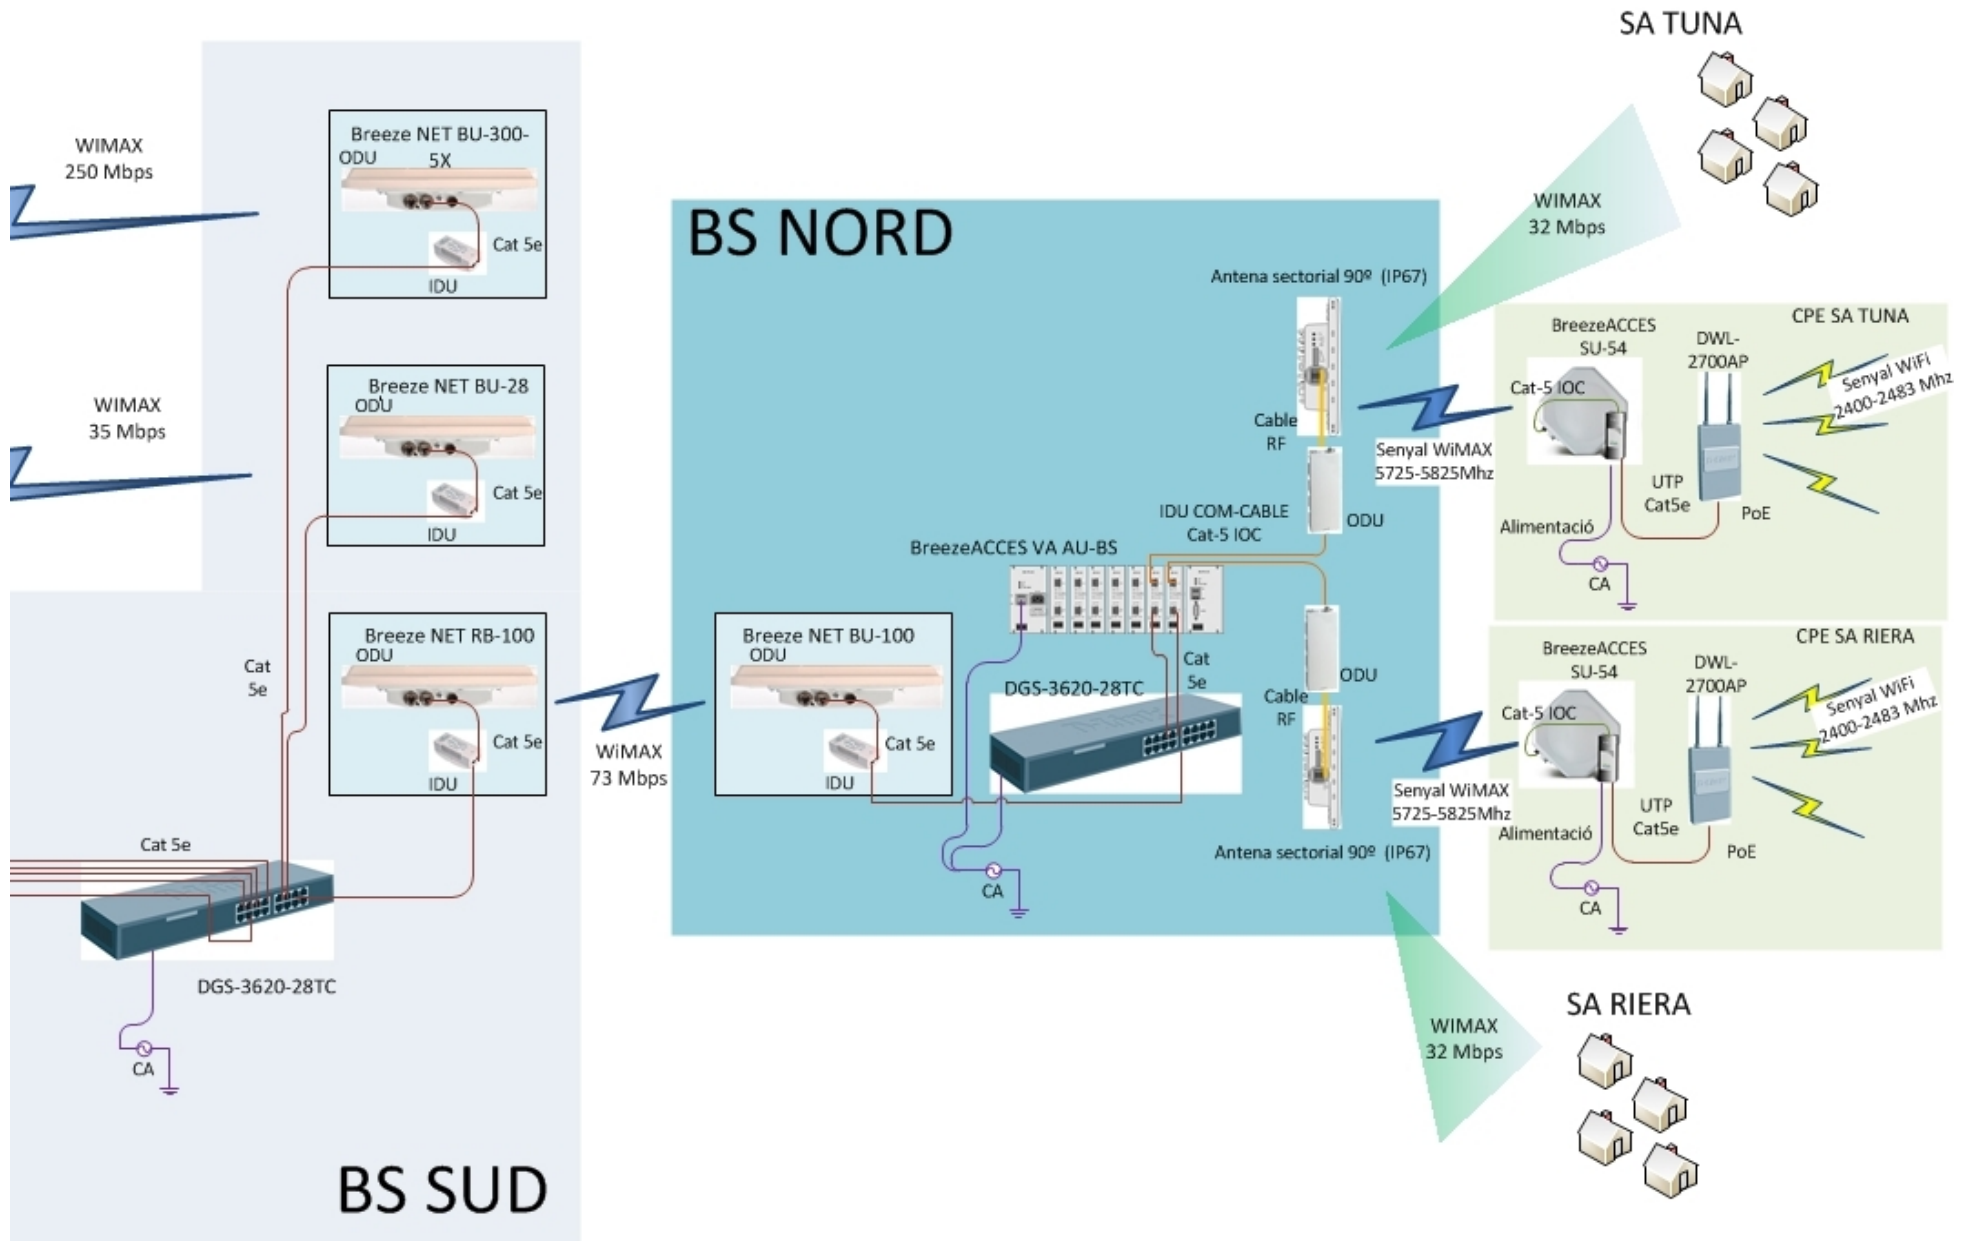 SA TUNA
WIMAX
250 Mbps
Breeze NET BU-300-
5X
ODU
Cat 5e
IDU
WIMAX
35 Mbps
Breeze NET BU-28
ODU
Cat 5e
IDU
Breeze NET RB-100
ODU
Cat 5e
IDU
Cat
5e
Cat 5e
DGS-3620-28TC
CA
BS SUD
WiMAX
73 Mbps
BS NORD
Breeze NET BU-100
ODU
Cat 5e
IDU
BreezeACCES VA AU-BS
IDU COM-CABLE
Cat-5 IOC
DGS-3620-28TC
Cat
5e
CA
Antena sectorial 90º (IP67)
Cable
RF
ODU
ODU
Cable
RF
Antena sectorial 90º (IP67)
WIMAX
32 Mbps
Senyal WiMAX
5725-5825Mhz
CPE SA TUNA
BreezeACCES
SU-54
DWL-
2700AP
Cat-5 IOC
Senyal WiFi
2400-2483 Mhz
UTP
Cat5e
PoE
Alimentació
CA
Senyal WiMAX
5725-5825Mhz
CPE SA RIERA
BreezeACCES
SU-54
DWL-
2700AP
Cat-5 IOC
Senyal WiFi
2400-2483 Mhz
UTP
Cat5e
PoE
Alimentació
CA
WIMAX
32 Mbps
SA RIERA